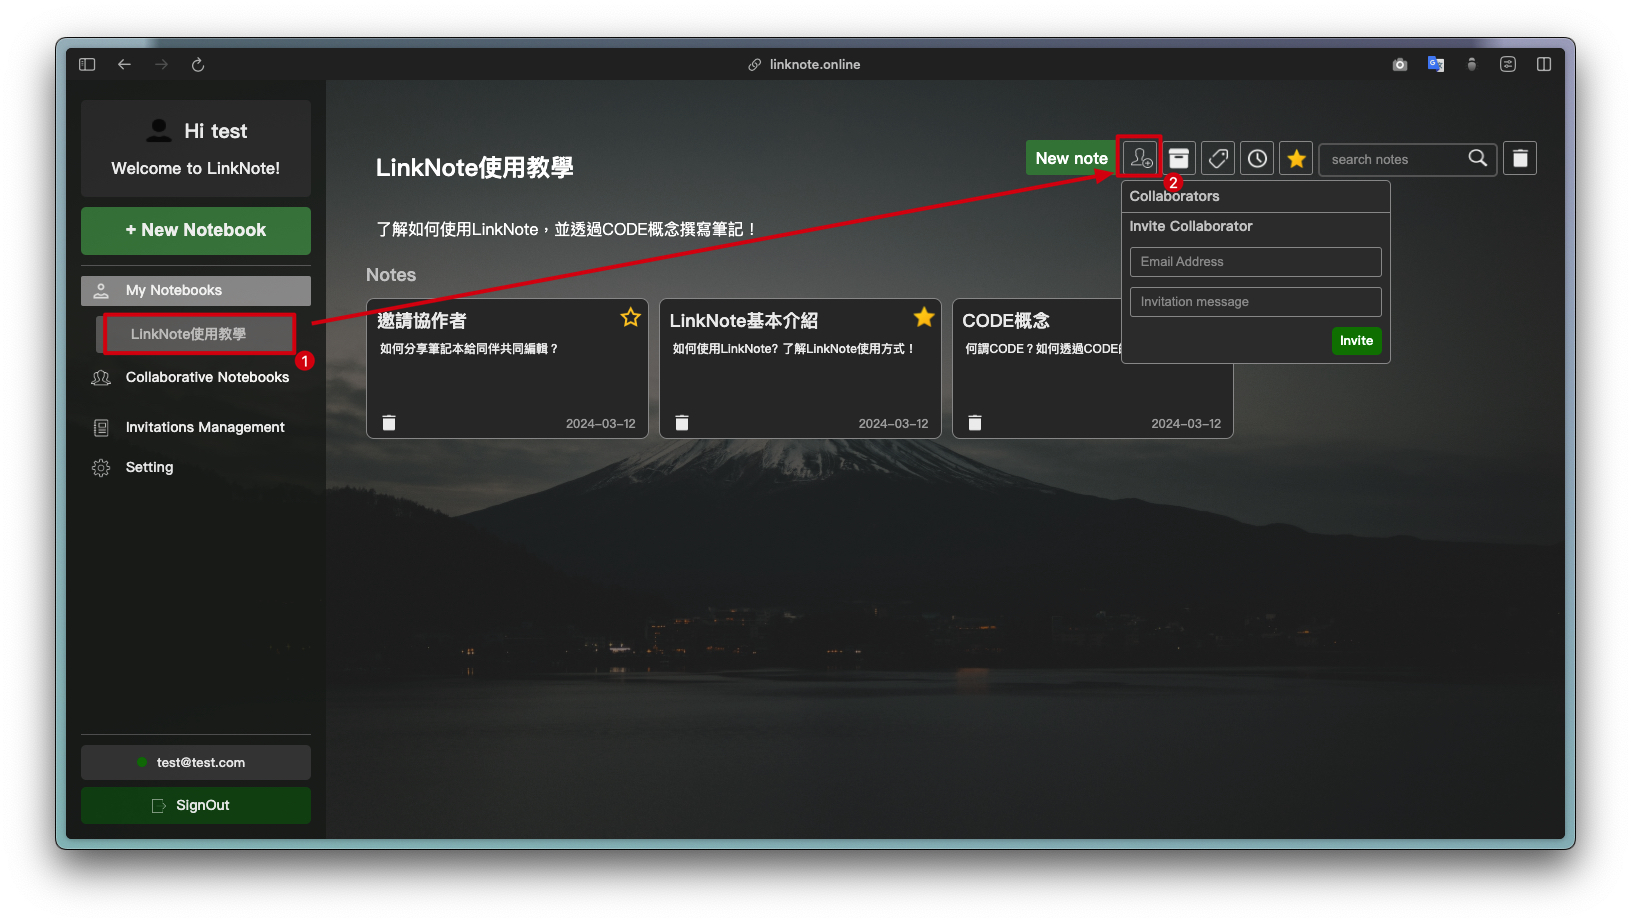 linknote.online
Hi test
Welcome to LinkNote!
+ New Notebook
My Notebooks
LinkNote使用教學
1
Collaborative Notebooks
Invitations Management
Setting
test@test.com
SignOut
LinkNote使用教學
New note
search notes
2
Collaborators
Invite Collaborator
Email Address
Invitation message
Invite
了解如何使用LinkNote，並透過CODE概念撰寫筆記！
Notes
邀請協作者
如何分享筆記本給同伴共同編輯？
2024-03-12
LinkNote基本介紹
如何使用LinkNote? 了解LinkNote使用方式！
2024-03-12
CODE概念
何謂CODE？如何透過CODE
2024-03-12